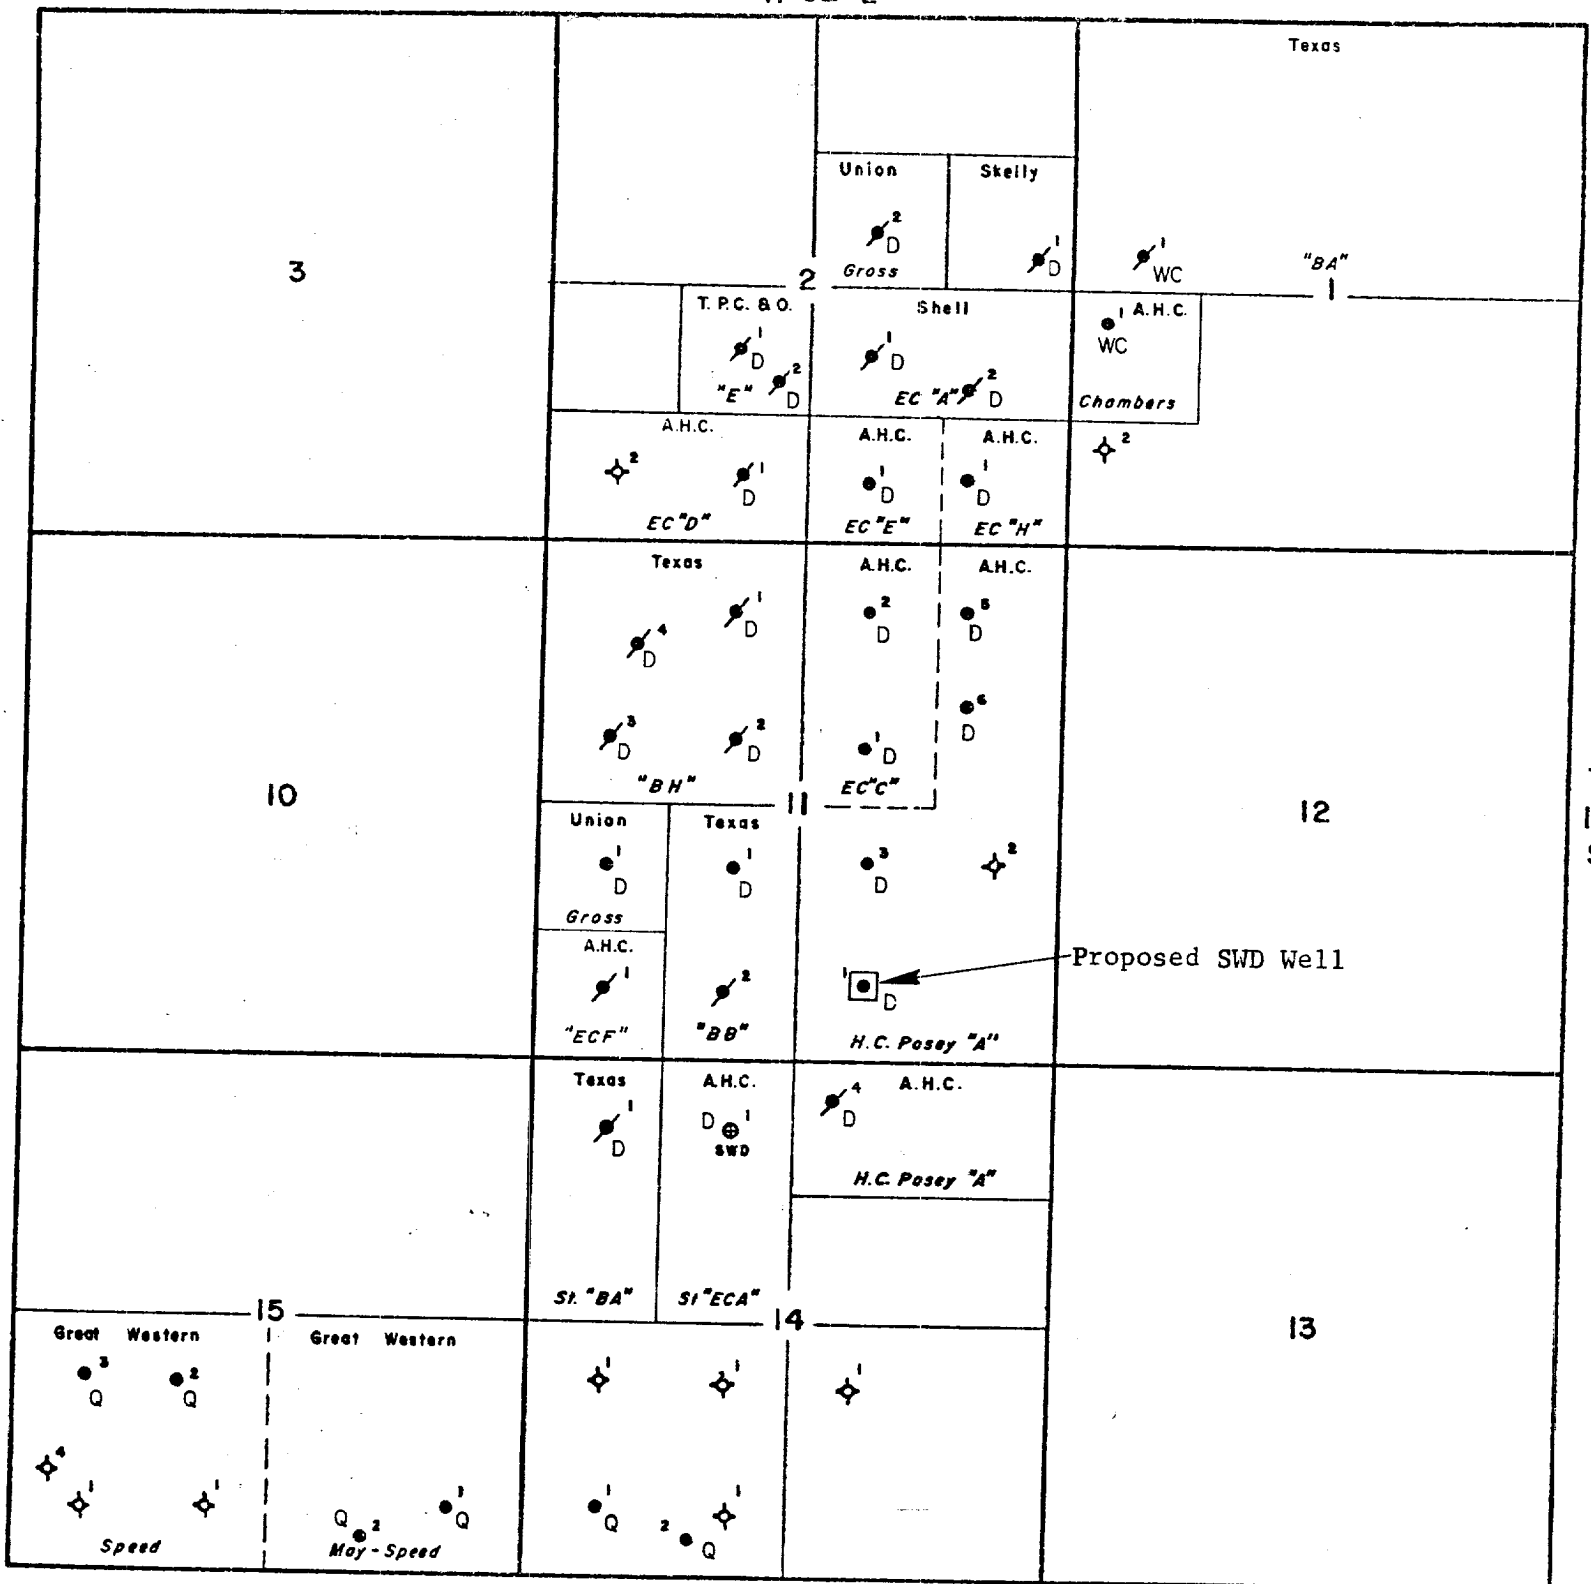 Texas
Union Skelly
2 D
1 D
1 WC
Gross
3
2
"BA"
1
T.P.C. & O.
Shell
1 A.H.C.
WC
1 D
2 D
"E"
1 D
2 D
EC "A"
Chambers
A.H.C.
A.H.C.
A.H.C.
2
2
1 D
1 D
1 D
EC "D"
EC "E"
EC "H"
Texas
A.H.C.
A.H.C.
1 D
2 D
5 D
4 D
3 D
2 D
1 D
6 D
"BH"
EC "C"
10
11
12
Union
Texas
1 D
1 D
3 D
2
Gross
A.H.C.
1
2
1 D
Proposed SWD Well
"ECF"
"BB"
H.C. Posey "A"
Texas
A.H.C.
A.H.C.
1 D
D 1
SWD
4 D
H.C. Posey "A"
St. "BA"
St "ECA"
15
14
13
Great Western
Great Western
3 Q
2 Q
1
1
1
4
1
1
Q 2
1 Q
1 Q
2 Q
1
Speed
May-Speed